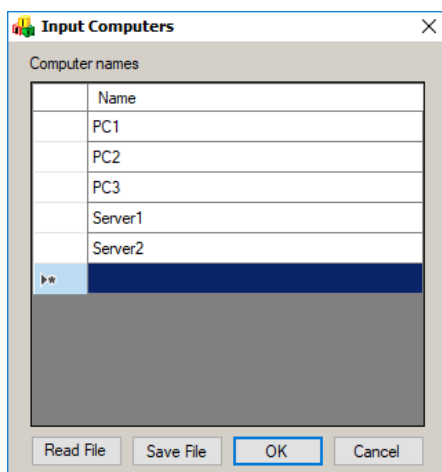 Input Computers
Computer names
Name
PC1
PC2
PC3
Server1
Server2
Read File Save File OK Cancel